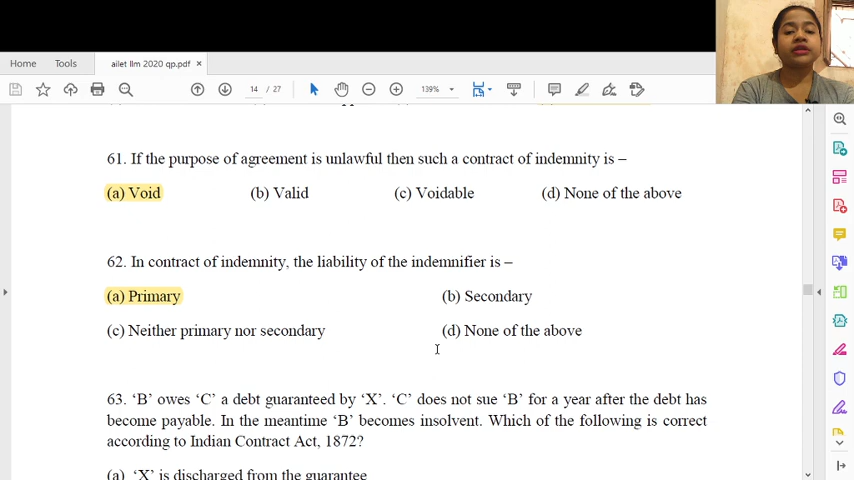 Home Tools ailet llm 2020 qp.pdf ×
14 / 27 139%
61. If the purpose of agreement is unlawful then such a contract of indemnity is –
(a) Void (b) Valid (c) Voidable (d) None of the above
62. In contract of indemnity, the liability of the indemnifier is –
(a) Primary (b) Secondary
(c) Neither primary nor secondary (d) None of the above
63. ‘B’ owes ‘C’ a debt guaranteed by ‘X’. ‘C’ does not sue ‘B’ for a year after the debt has
become payable. In the meantime ‘B’ becomes insolvent. Which of the following is correct
according to Indian Contract Act, 1872?
(a) ‘X’ is discharged from the guarantee